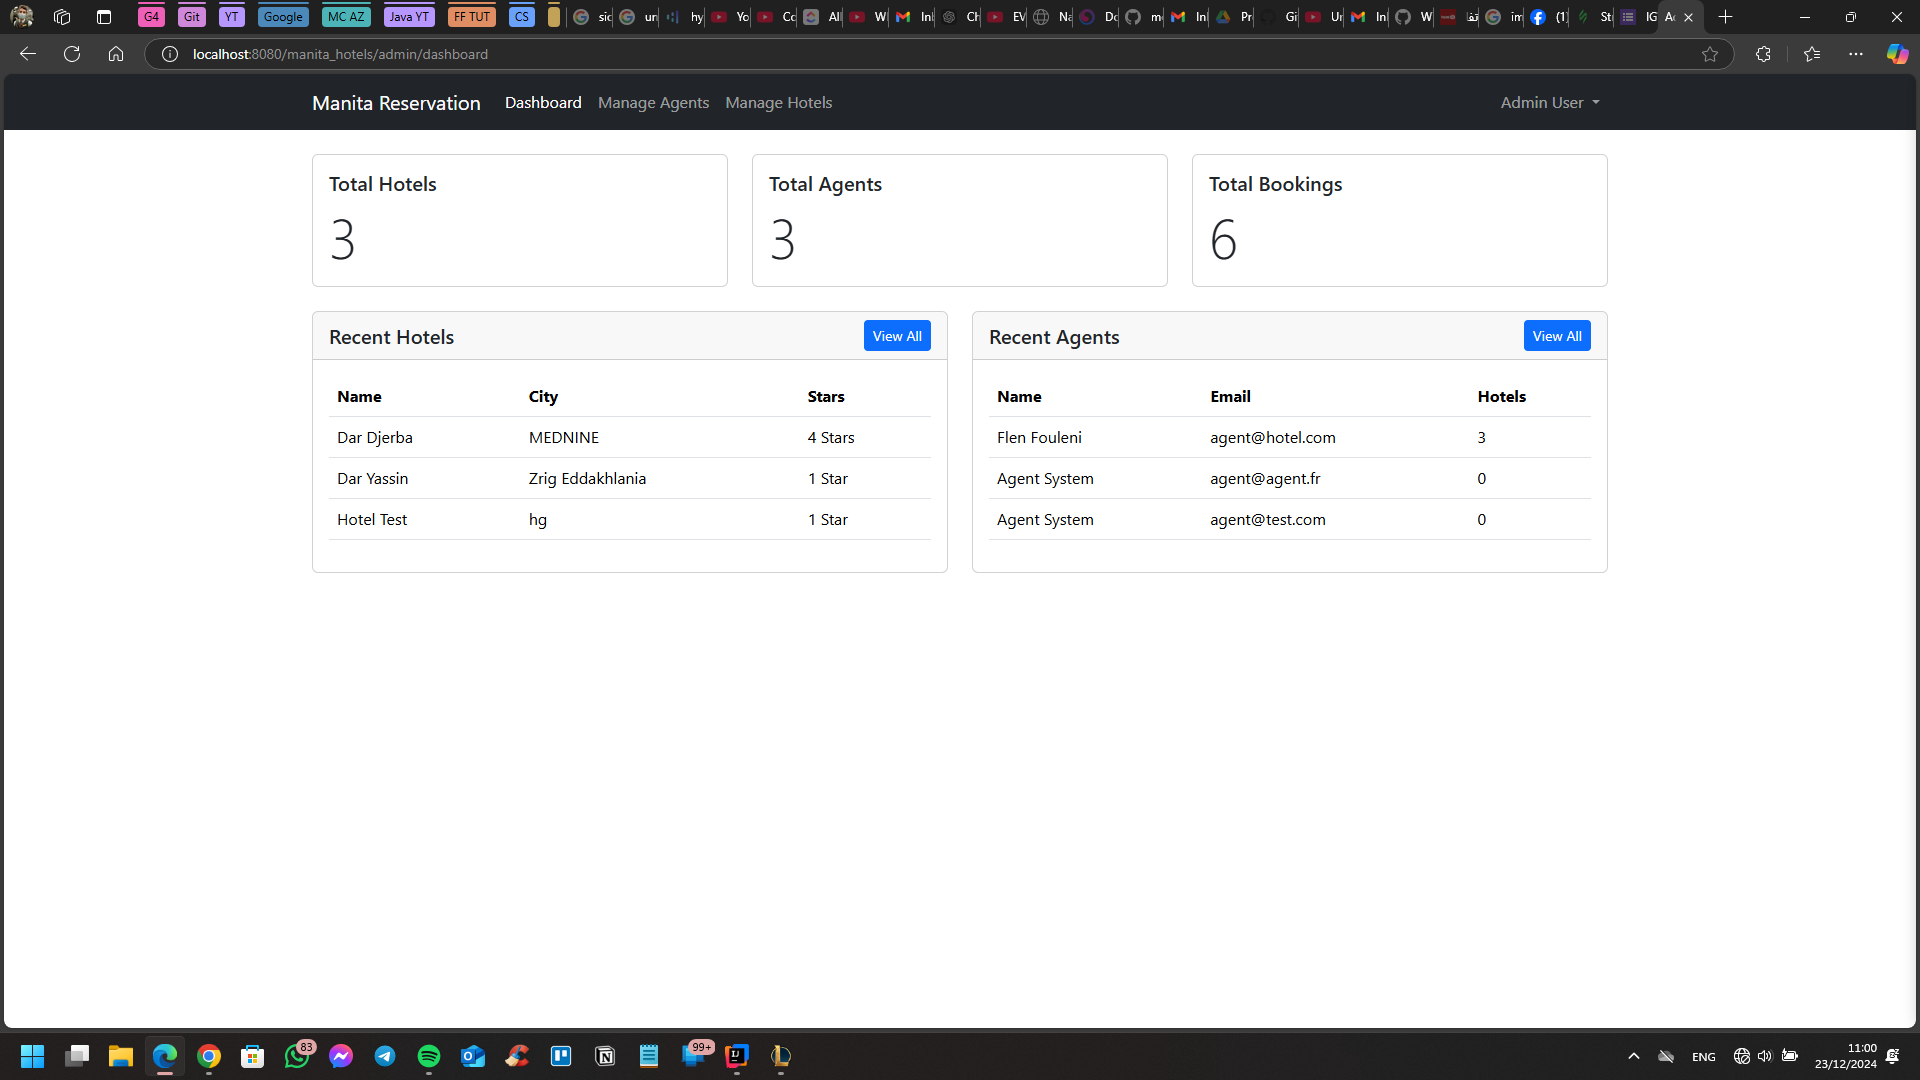 G4 Git YT Google MC AZ Java YT FF TUT CS
localhost:8080/manita_hotels/admin/dashboard
Manita Reservation Dashboard Manage Agents Manage Hotels Admin User
Total Hotels
3
Total Agents
3
Total Bookings
6
Recent Hotels View All
Name City Stars
Dar Djerba MEDNINE 4 Stars
Dar Yassin Zrig Eddakhlania 1 Star
Hotel Test hg 1 Star
Recent Agents View All
Name Email Hotels
Flen Fouleni agent@hotel.com 3
Agent System agent@agent.fr 0
Agent System agent@test.com 0
83
99+
ENG
11:00
23/12/2024